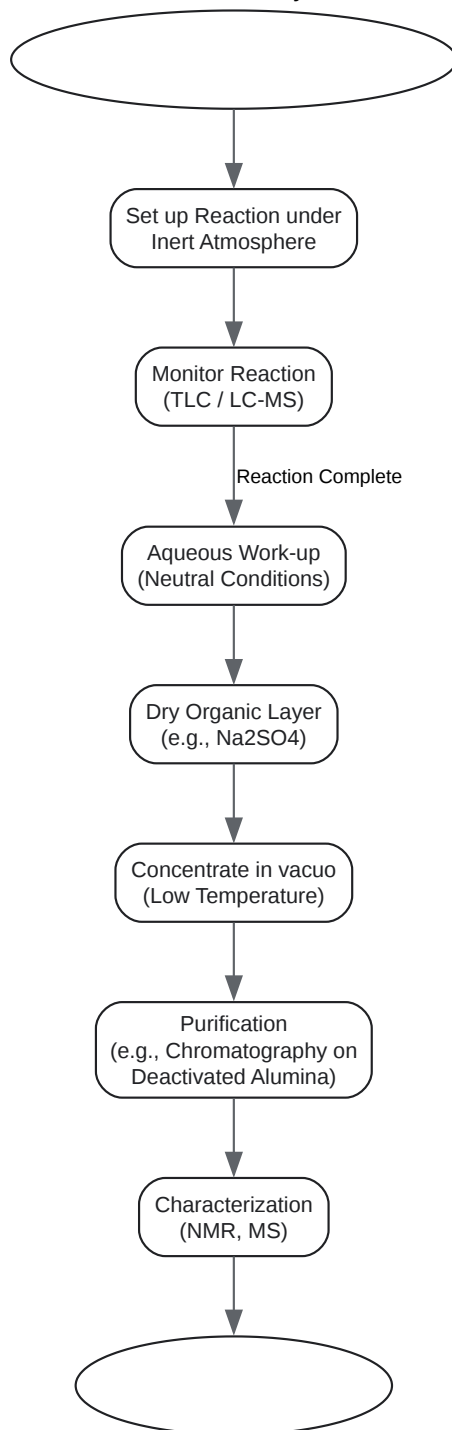 Set up Reaction under
Inert Atmosphere
Monitor Reaction
(TLC / LC-MS)
Reaction Complete
Aqueous Work-up
(Neutral Conditions)
Dry Organic Layer
(e.g., Na2SO4)
Concentrate in vacuo
(Low Temperature)
Purification
(e.g., Chromatography on
Deactivated Alumina)
Characterization
(NMR, MS)